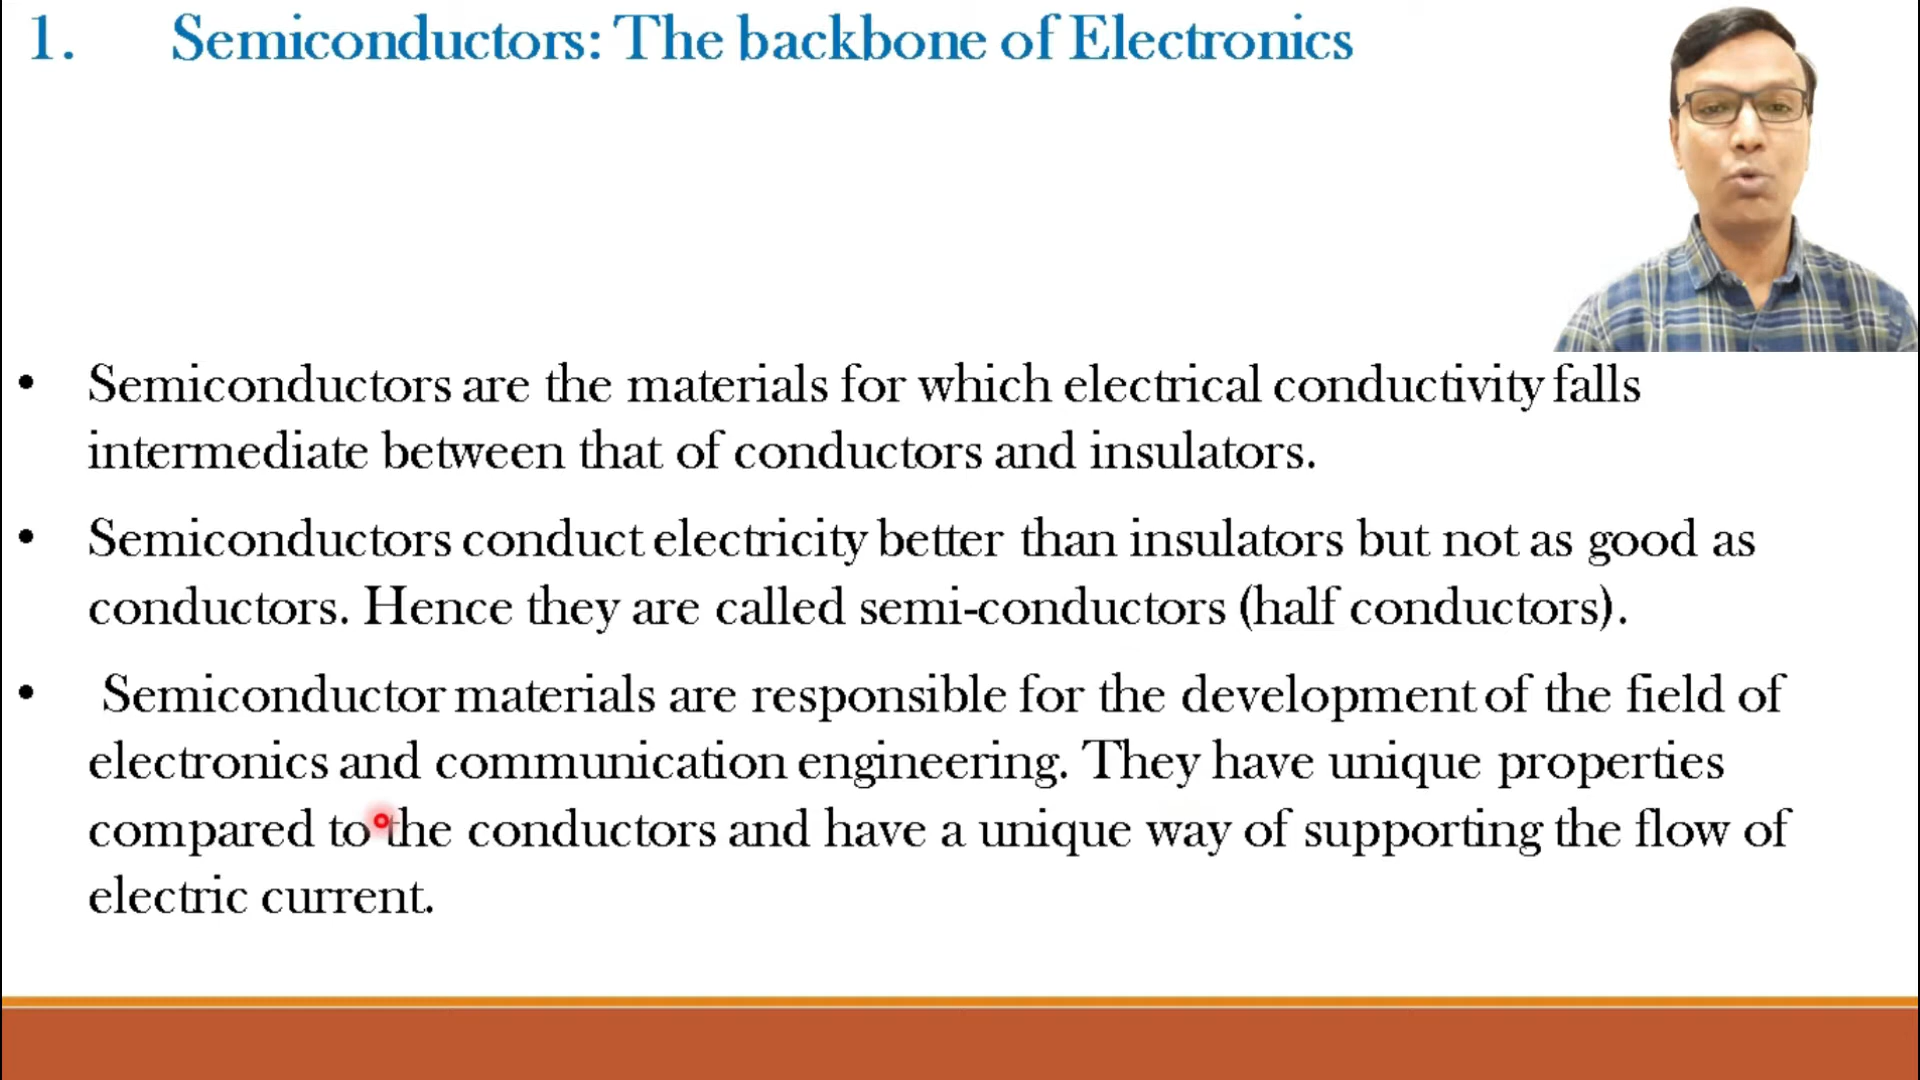 1. Semiconductors: The backbone of Electronics
• Semiconductors are the materials for which electrical conductivity falls
intermediate between that of conductors and insulators.
• Semiconductors conduct electricity better than insulators but not as good as
conductors. Hence they are called semi-conductors (half conductors).
• Semiconductor materials are responsible for the development of the field of
electronics and communication engineering. They have unique properties
compared to the conductors and have a unique way of supporting the flow of
electric current.